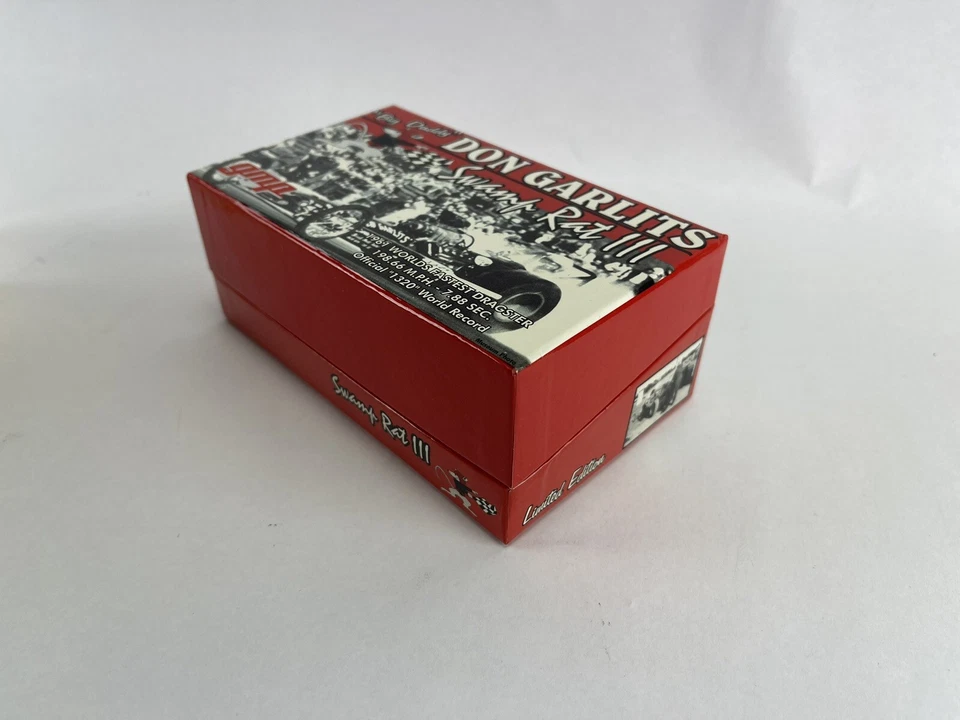 "Big Daddy"
DON GARLITS
Swamp Rat III
gmp
1961 WORLDS FASTEST DRAGSTER
198.66 M.P.H. - 7.88 SEC.
Official "1320" World Record
Swamp Rat III
Limited Edition